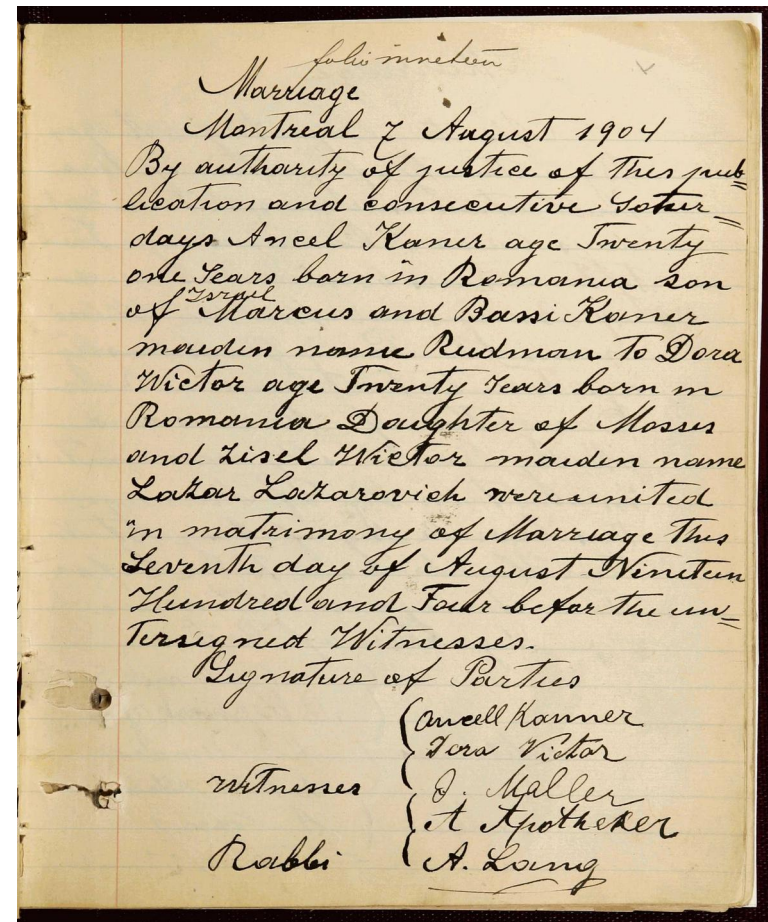 folio nineteen
Marriage
Montreal 7 August 1904
By authority of justice of this pub=
lication and consecutive Satur=
days Ancel Kaner age Twenty
one Years born in Romania son
Israel
of Marcus and Bassi Kaner
maiden name Rudman to Dora
Wictor age Twenty Years born in
Romania Daughter of Mosses
and Zisel Wictor maiden name
Lazar Lazarovich were united
in matrimony of Marriage this
Seventh day of August Nineteen
Hundred and Four befor the un=
tersigned Witnesses.
Signature of Parties
Ancell Kanner
Dora Victor
Witnesses J. Maller
A Apotheker
Rabbi A. Lang